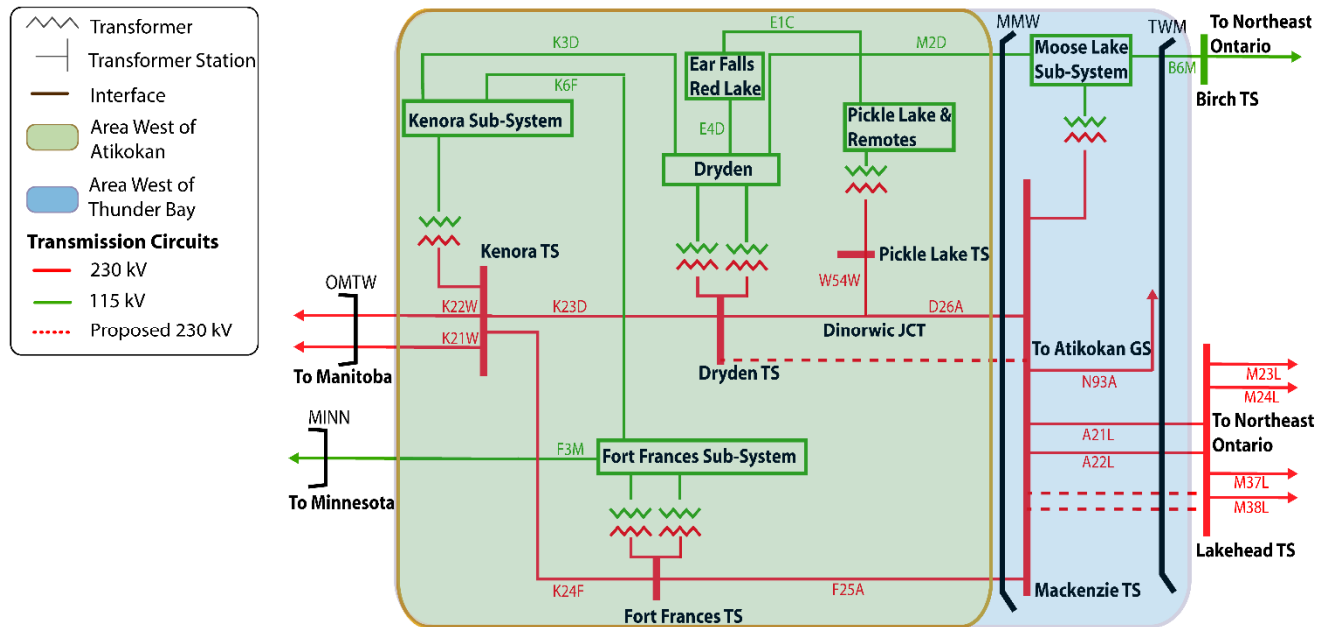 Transformer
Transformer Station
Interface
Area West of
Atikokan
Area West of
Thunder Bay
Transmission Circuits
230 kV
115 kV
Proposed 230 kV
E1C
MMW
TWM
To Northeast
Ontario
K3D
M2D
Ear Falls
Red Lake
Moose Lake
Sub-System
B6M
Birch TS
K6F
Kenora Sub-System
Pickle Lake &
Remotes
E4D
Dryden
Kenora TS
Pickle Lake TS
OMTW
W54W
K22W
K23D
D26A
Dinorwic JCT
K21W
To Manitoba
Dryden TS
To Atikokan GS
N93A
M23L
M24L
MINN
To Northeast
Ontario
A21L
F3M
Fort Frances Sub-System
A22L
To Minnesota
M37L
M38L
Lakehead TS
K24F
F25A
Mackenzie TS
Fort Frances TS